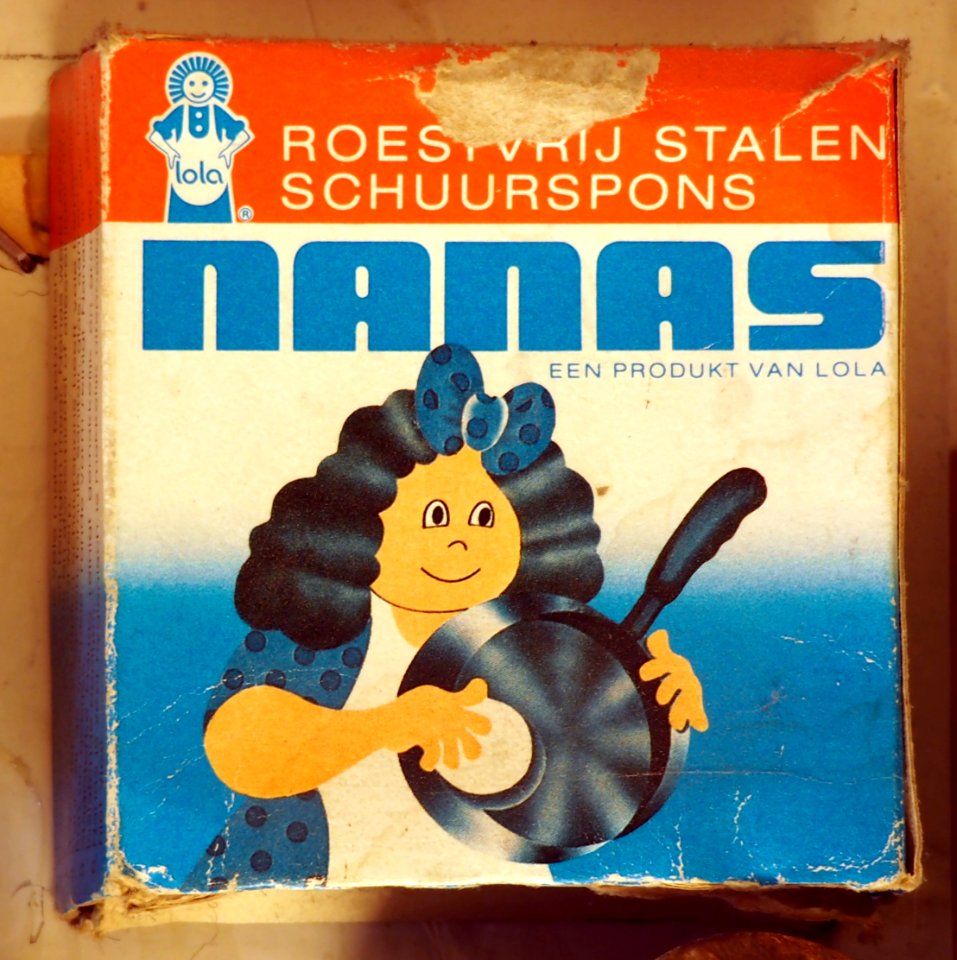 lola
®
ROESTVRIJ STALEN
SCHUURSPONS
NANAS
EEN PRODUKT VAN LOLA